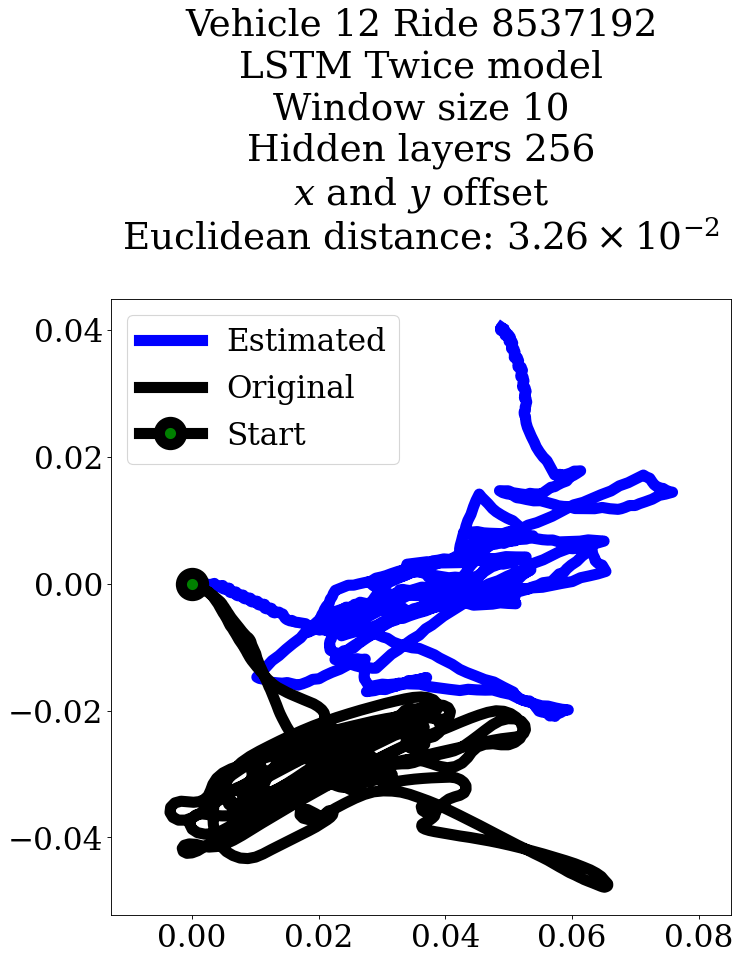 Vehicle 12 Ride 8537192
LSTM Twice model
Window size 10
Hidden layers 256
x and y offset
Euclidean distance: 3.26 × 10⁻²
Estimated
Original
Start
0.04
0.02
0.00
−0.02
−0.04
0.00 0.02 0.04 0.06 0.08